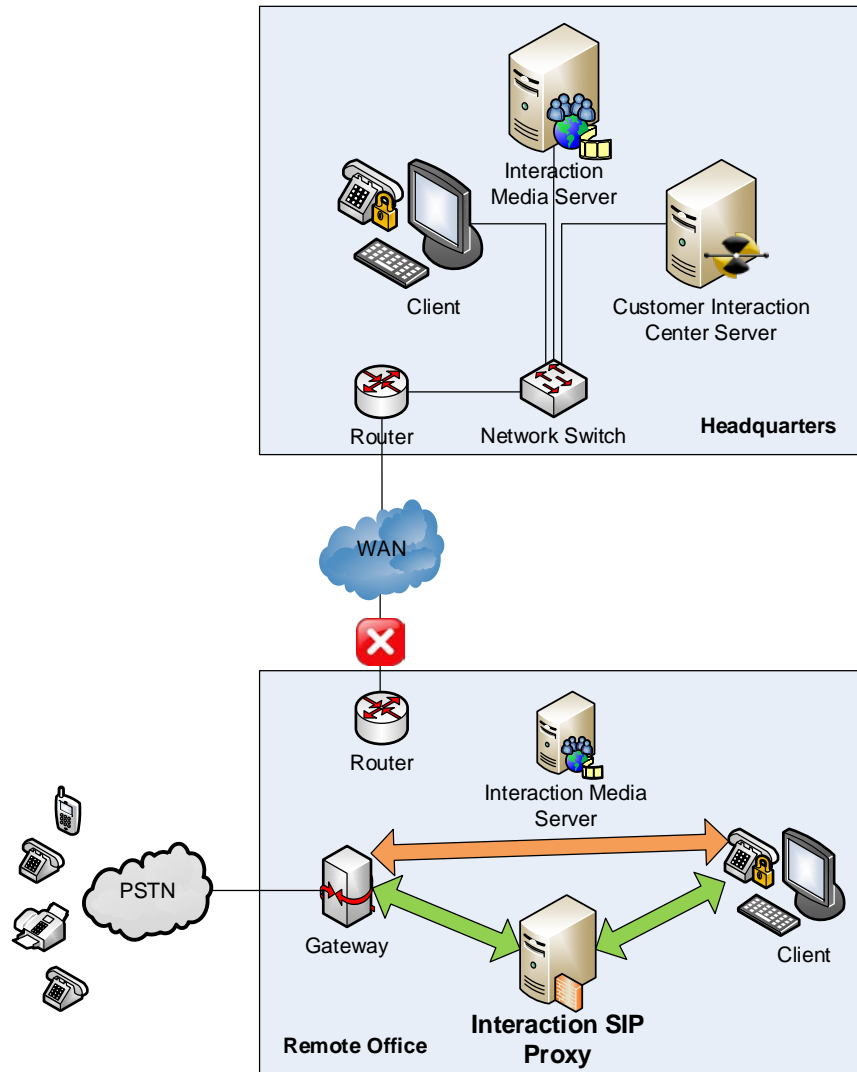 Interaction
Media Server
Client
Customer Interaction
Center Server
Router
Network Switch
Headquarters
WAN
Router
Interaction Media
Server
PSTN
Gateway
Client
Interaction SIP
Proxy
Remote Office